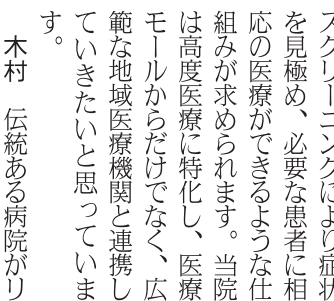 スクリーニングにより症状
を見極め、必要な患者に相
応の医療ができるような仕
組みが求められます。当院
は高度医療に特化し、医療
モールからだけでなく、広
範な地域医療機関と連携し
ていきたいと思っていま
す。
木村　伝統ある病院がリ